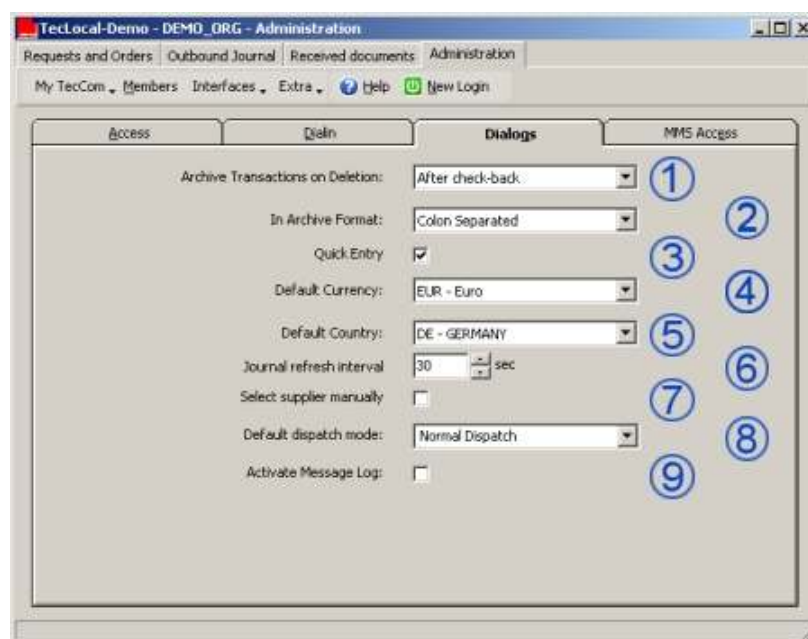 TecLocal-Demo - DEMO_ORG - Administration
Requests and Orders Outbound Journal Received documents Administration
My TecCom Members Interfaces Extra Help New Login
Access Dialin Dialogs MMS Access
Archive Transactions on Deletion: After check-back 1
In Archive Format: Colon Separated 2
Quick Entry 3
Default Currency: EUR - Euro 4
Default Country: DE - GERMANY 5
Journal refresh interval 30 sec 6
Select supplier manually 7
Default dispatch mode: Normal Dispatch 8
Activate Message Log: 9